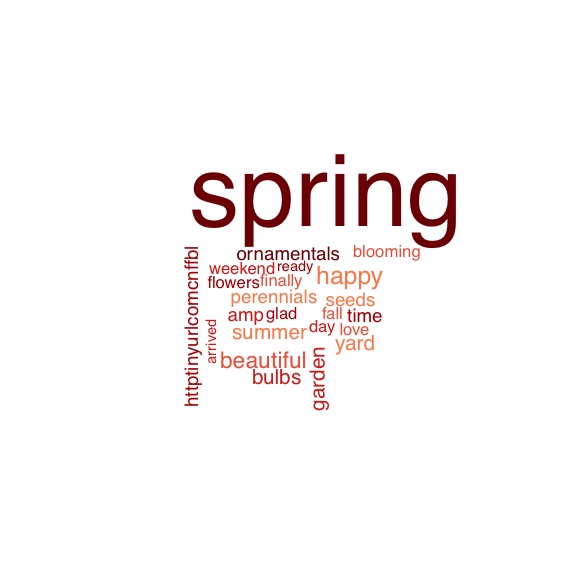 spring
ornamentals
blooming
weekend
ready
happy
flowers
finally
perennials
seeds
amp
glad
fall
time
summer
day
love
yard
arrived
beautiful
bulbs
garden
httptinyurlcomcnffbl